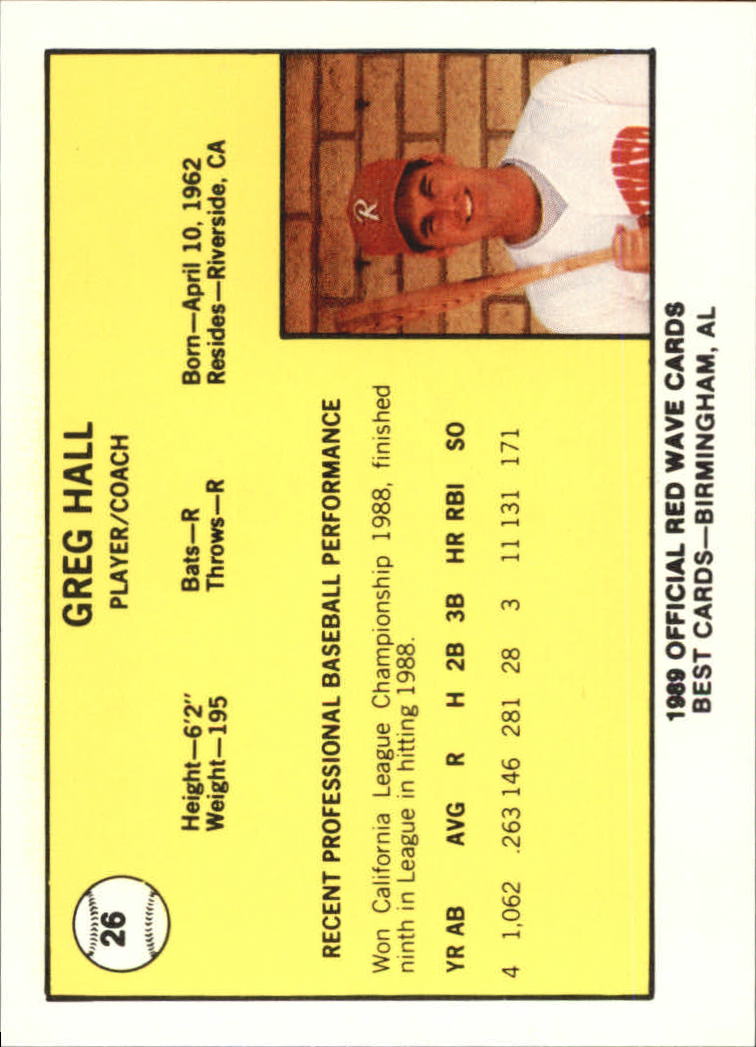 26
GREG HALL
PLAYER/COACH
Height—6'2" Bats—R Born—April 10, 1962
Weight—195 Throws—R Resides—Riverside, CA
RECENT PROFESSIONAL BASEBALL PERFORMANCE
Won California League Championship 1988, finished
ninth in League in hitting 1988.
YR AB AVG R H 2B 3B HR RBI SO
4 1,062 .263 146 281 28 3 11 131 171
R
1989 OFFICIAL RED WAVE CARDS
BEST CARDS—BIRMINGHAM, AL